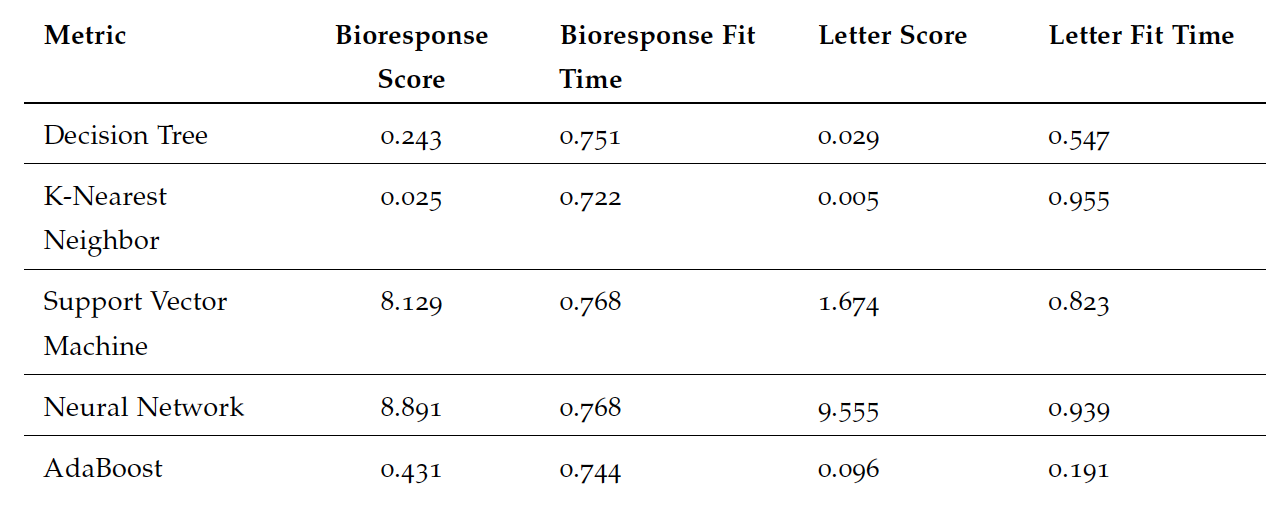 Metric Bioresponse Bioresponse Fit Letter Score Letter Fit Time
Score Time
Decision Tree 0.243 0.751 0.029 0.547
K-Nearest 0.025 0.722 0.005 0.955
Neighbor
Support Vector 8.129 0.768 1.674 0.823
Machine
Neural Network 8.891 0.768 9.555 0.939
AdaBoost 0.431 0.744 0.096 0.191